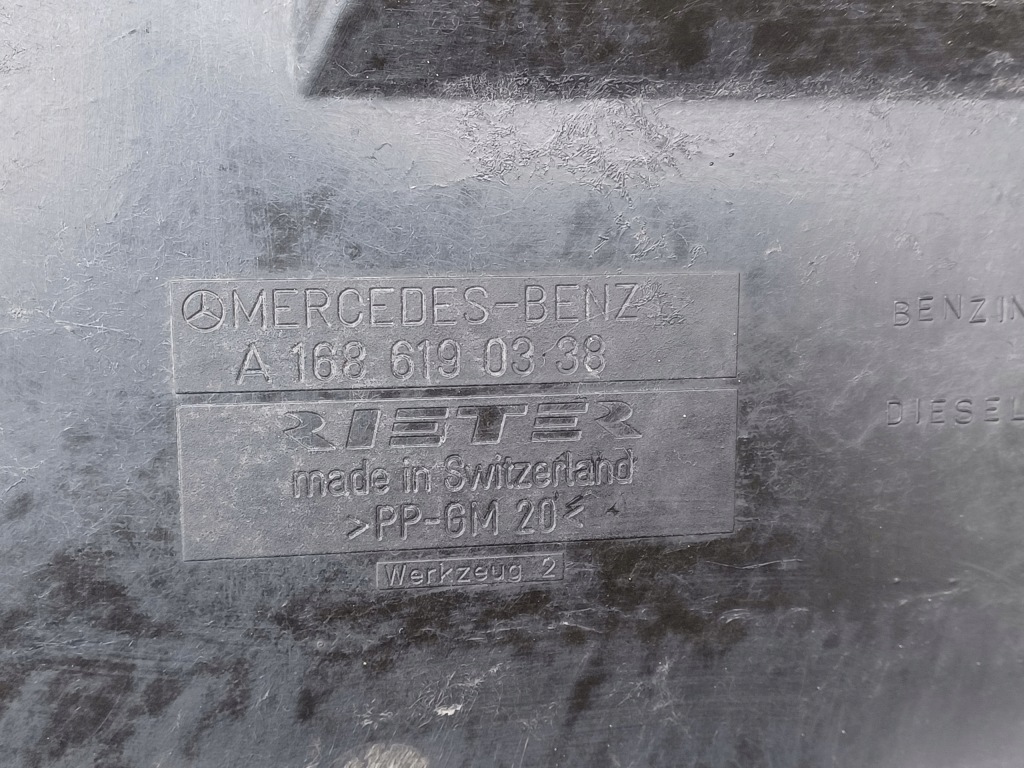 MERCEDES-BENZ
A 168 619 03 38
RIETER
made in Switzerland
>PP-GM 20<
Werkzeug 2
BENZIN
DIESEL